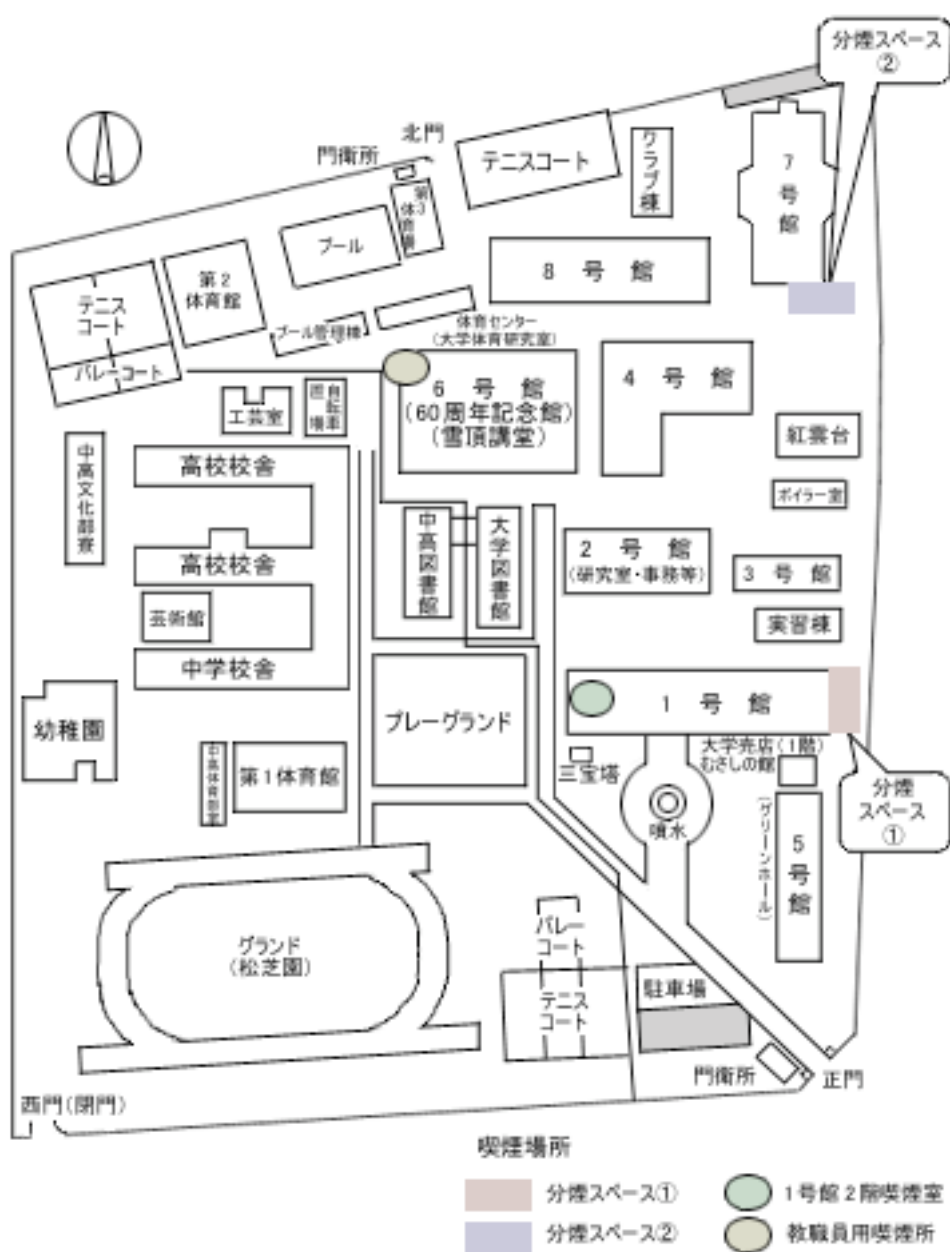 分煙スペース
②
北門
門衛所
テニスコート
クラブ棟
7号館
第3体育館
プール
8 号 館
第2
体育館
テニス
コート
バレーコート
プール管理棟
体育センター
(大学体育研究室)
6 号 館
(60周年記念館)
(雪頂講堂)
4 号 館
工芸室
自転車
置場
紅雲台
中高文化部寮
高校校舎
ボイラー室
中高図書館
大学図書館
2 号 館
(研究室・事務等)
3 号 館
高校校舎
芸術館
実習棟
中学校舎
プレーグランド
1 号 館
幼稚園
大学売店(1階)
むさしの館
三宝塔
中高体育部室
第1体育館
分煙
スペース
①
噴水
(グリーンホール)
5号館
グランド
(松芝園)
バレー
コート
テニス
コート
駐車場
門衛所
正門
西門(閉門)
喫煙場所
分煙スペース①
1号館2階喫煙室
分煙スペース②
教職員用喫煙所